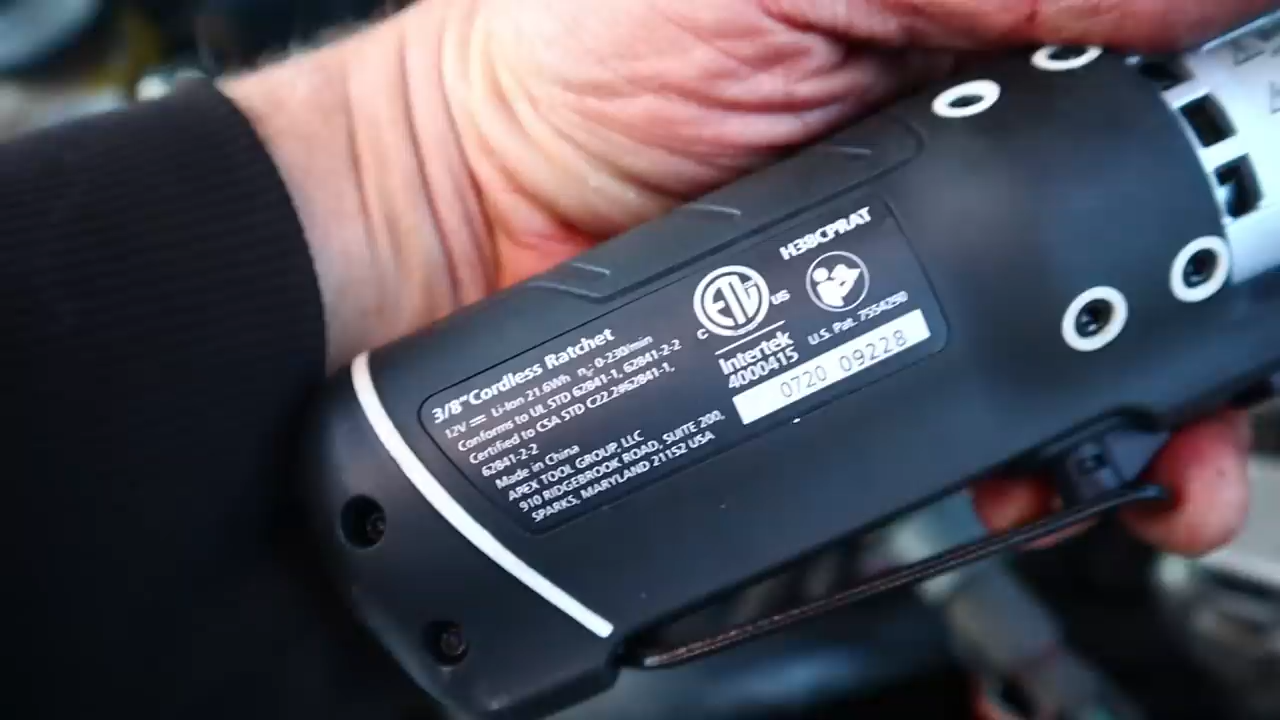 3/8"Cordless Ratchet
12V⎓ Li-Ion 21.6Wh n₀: 0-230/min
Conforms to UL STD 62841-1, 62841-2-2
Certified to CSA STD C22.2#62841-1,
62841-2-2
Made in China
APEX TOOL GROUP, LLC
910 RIDGEBROOK ROAD, SUITE 200,
SPARKS, MARYLAND 21152 USA
H38CPRAT
C ETL US
Intertek
4000415
U.S. Pat. 7554250
0720 09228